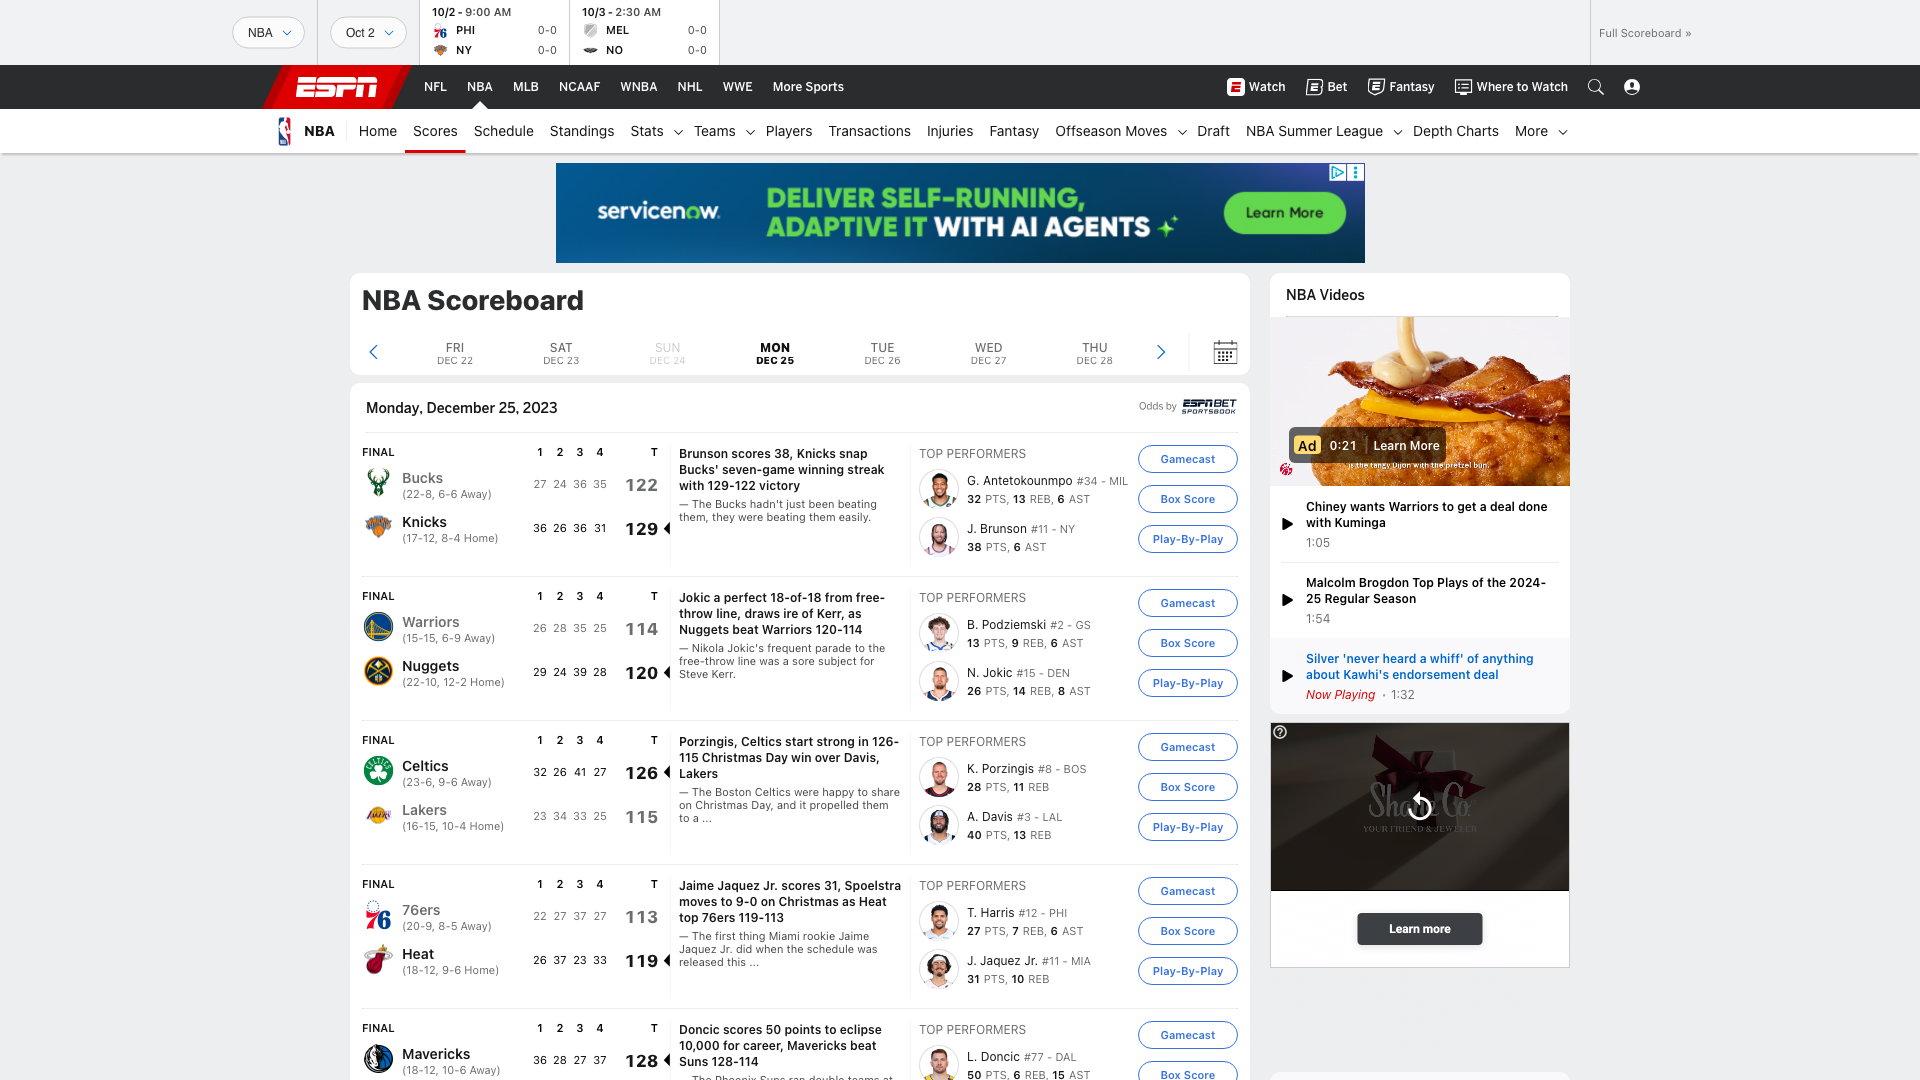 NBA
Oct 2
10/2 - 9:00 AM
PHI 0-0
NY 0-0
10/3 - 2:30 AM
MEL 0-0
NO 0-0
Full Scoreboard »
ESPN
NFL NBA MLB NCAAF WNBA NHL WWE More Sports
Watch Bet Fantasy Where to Watch
NBA Home Scores Schedule Standings Stats Teams Players Transactions Injuries Fantasy Offseason Moves Draft NBA Summer League Depth Charts More
servicenow.
DELIVER SELF-RUNNING,
ADAPTIVE IT WITH AI AGENTS
Learn More
NBA Scoreboard
FRI SAT SUN MON TUE WED THU
DEC 22 DEC 23 DEC 24 DEC 25 DEC 26 DEC 27 DEC 28
Monday, December 25, 2023
Odds by ESPN BET
SPORTSBOOK
FINAL 1 2 3 4 T
Bucks 27 24 36 35 122
(22-8, 6-6 Away)
Knicks 36 26 36 31 129
(17-12, 8-4 Home)
Brunson scores 38, Knicks snap
Bucks' seven-game winning streak
with 129-122 victory
— The Bucks hadn't just been beating
them, they were beating them easily.
TOP PERFORMERS
G. Antetokounmpo #34 - MIL
32 PTS, 13 REB, 6 AST
J. Brunson #11 - NY
38 PTS, 6 AST
Gamecast
Box Score
Play-By-Play
FINAL 1 2 3 4 T
Warriors 26 28 35 25 114
(15-15, 6-9 Away)
Nuggets 29 24 39 28 120
(22-10, 12-2 Home)
Jokic a perfect 18-of-18 from free-
throw line, draws ire of Kerr, as
Nuggets beat Warriors 120-114
— Nikola Jokic's frequent parade to the
free-throw line was a sore subject for
Steve Kerr.
TOP PERFORMERS
B. Podziemski #2 - GS
13 PTS, 9 REB, 6 AST
N. Jokic #15 - DEN
26 PTS, 14 REB, 8 AST
Gamecast
Box Score
Play-By-Play
FINAL 1 2 3 4 T
Celtics 32 26 41 27 126
(23-6, 9-6 Away)
Lakers 23 34 33 25 115
(16-15, 10-4 Home)
Porzingis, Celtics start strong in 126-
115 Christmas Day win over Davis,
Lakers
— The Boston Celtics were happy to share
on Christmas Day, and it propelled them
to a ...
TOP PERFORMERS
K. Porzingis #8 - BOS
28 PTS, 11 REB
A. Davis #3 - LAL
40 PTS, 13 REB
Gamecast
Box Score
Play-By-Play
FINAL 1 2 3 4 T
76ers 22 27 37 27 113
(20-9, 8-5 Away)
Heat 26 37 23 33 119
(18-12, 9-6 Home)
Jaime Jaquez Jr. scores 31, Spoelstra
moves to 9-0 on Christmas as Heat
top 76ers 119-113
— The first thing Miami rookie Jaime
Jaquez Jr. did when the schedule was
released this ...
TOP PERFORMERS
T. Harris #12 - PHI
27 PTS, 7 REB, 6 AST
J. Jaquez Jr. #11 - MIA
31 PTS, 10 REB
Gamecast
Box Score
Play-By-Play
FINAL 1 2 3 4 T
Mavericks 36 28 27 37 128
(18-12, 10-6 Away)
Doncic scores 50 points to eclipse
10,000 for career, Mavericks beat
Suns 128-114
— The Phoenix Suns ran double teams at
TOP PERFORMERS
L. Doncic #77 - DAL
50 PTS, 6 REB, 15 AST
Gamecast
Box Score
NBA Videos
Ad 0:21 Learn More
is the tangy Dijon with the pretzel bun.
Chiney wants Warriors to get a deal done
with Kuminga
1:05
Malcolm Brogdon Top Plays of the 2024-
25 Regular Season
1:54
Silver 'never heard a whiff' of anything
about Kawhi's endorsement deal
Now Playing • 1:32
Shane Co.
YOUR FRIEND & JEWELER
Learn more